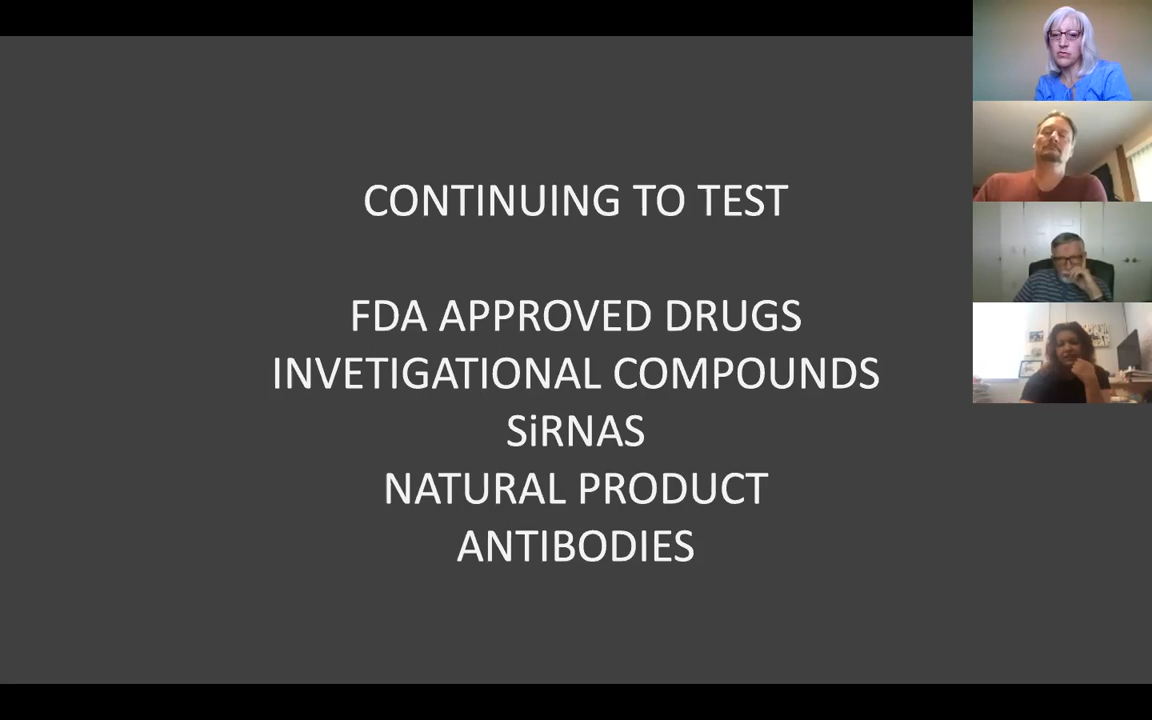 CONTINUING TO TEST
FDA APPROVED DRUGS
INVETIGATIONAL COMPOUNDS
SiRNAS
NATURAL PRODUCT
ANTIBODIES